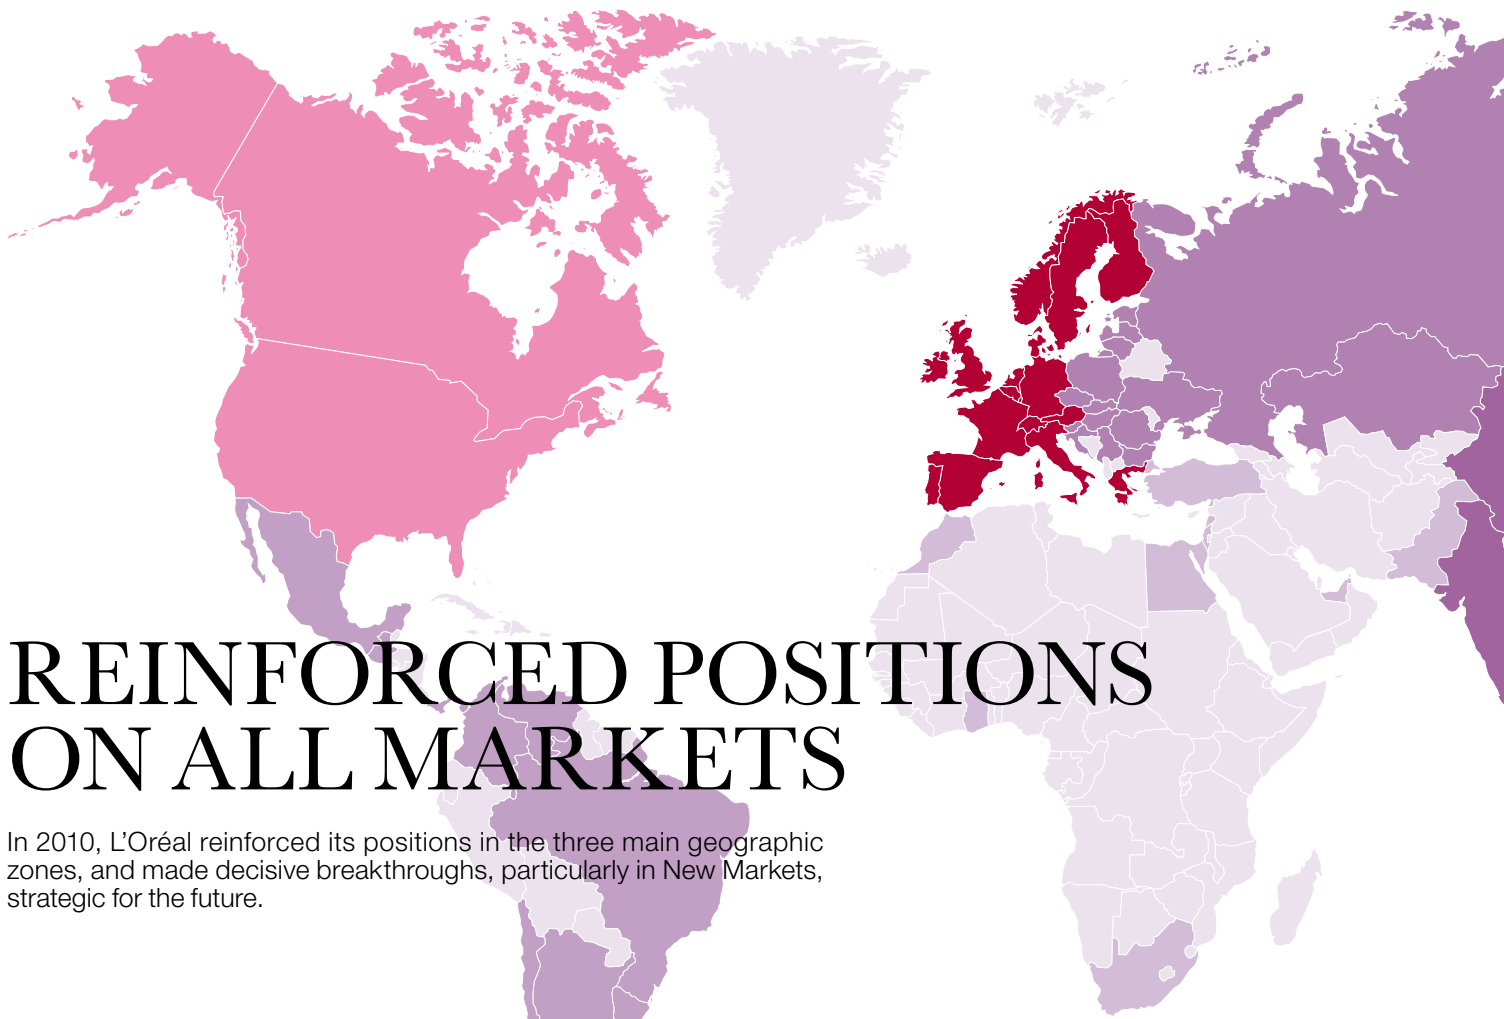 REINFORCED POSITIONS
ON ALL MARKETS
In 2010, L’Oréal reinforced its positions in the three main geographic
zones, and made decisive breakthroughs, particularly in New Markets,
strategic for the future.